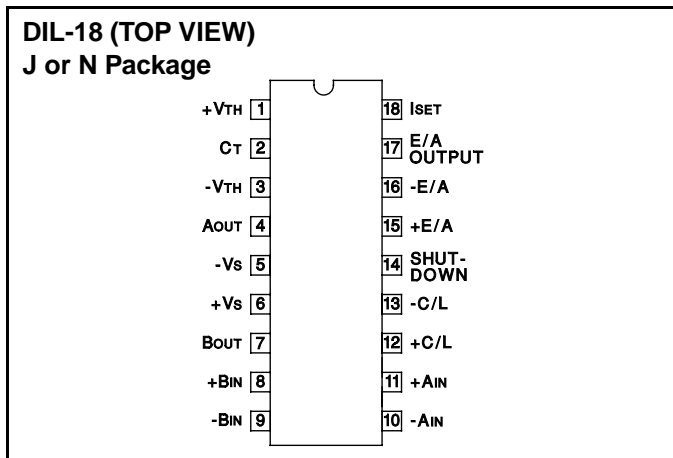 DIL-18 (TOP VIEW)
J or N Package
+VTH 1
CT 2
-VTH 3
AOUT 4
-VS 5
+VS 6
BOUT 7
+BIN 8
-BIN 9
18 ISET
17 E/A
OUTPUT
16 -E/A
15 +E/A
14 SHUT-
DOWN
13 -C/L
12 +C/L
11 +AIN
10 -AIN